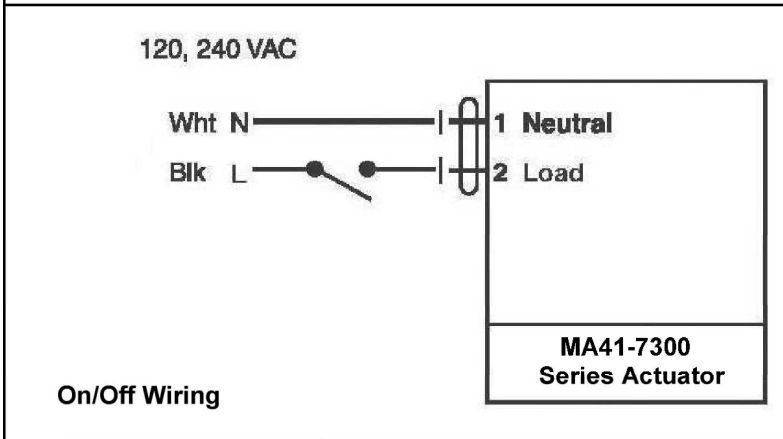 120, 240 VAC
Wht N 1 Neutral
Blk L 2 Load
MA41-7300
Series Actuator
On/Off Wiring